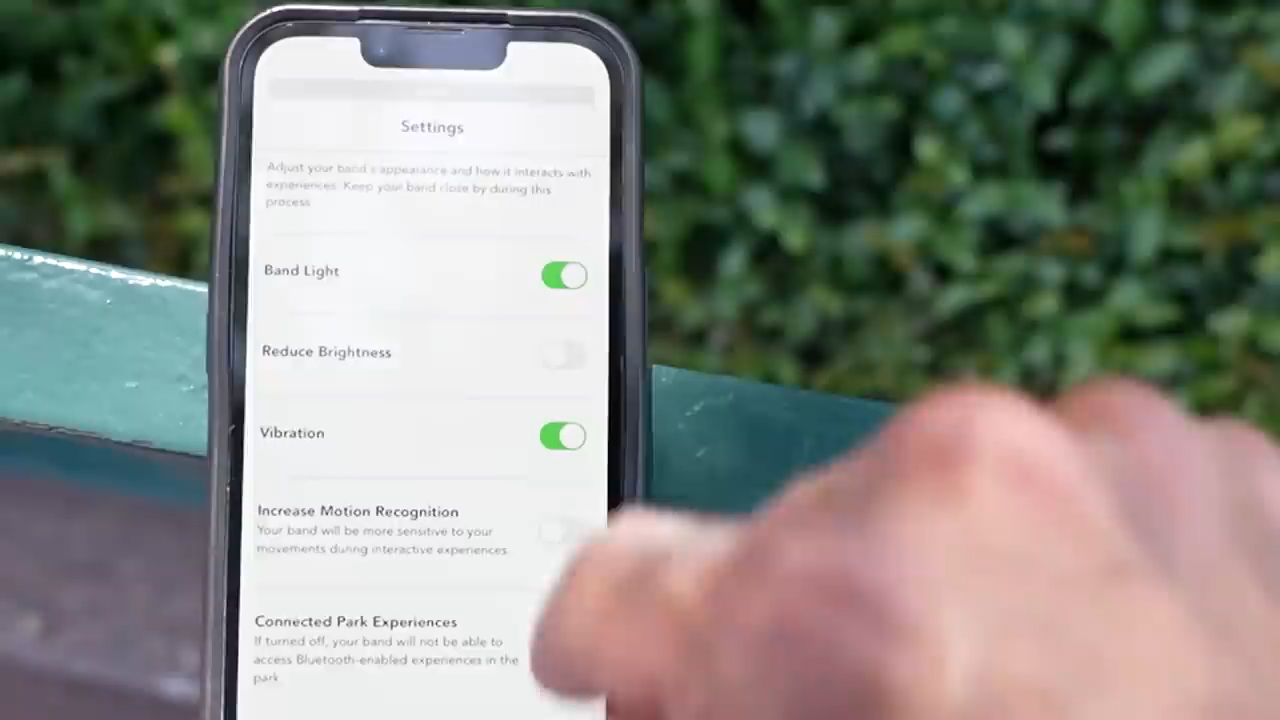 Settings
Adjust your band's appearance and how it interacts with
experiences. Keep your band close by during this
process
Band Light
Reduce Brightness
Vibration
Increase Motion Recognition
Your band will be more sensitive to your
movements during interactive experiences.
Connected Park Experiences
If turned off, your band will not be able to
access Bluetooth-enabled experiences in the
park.